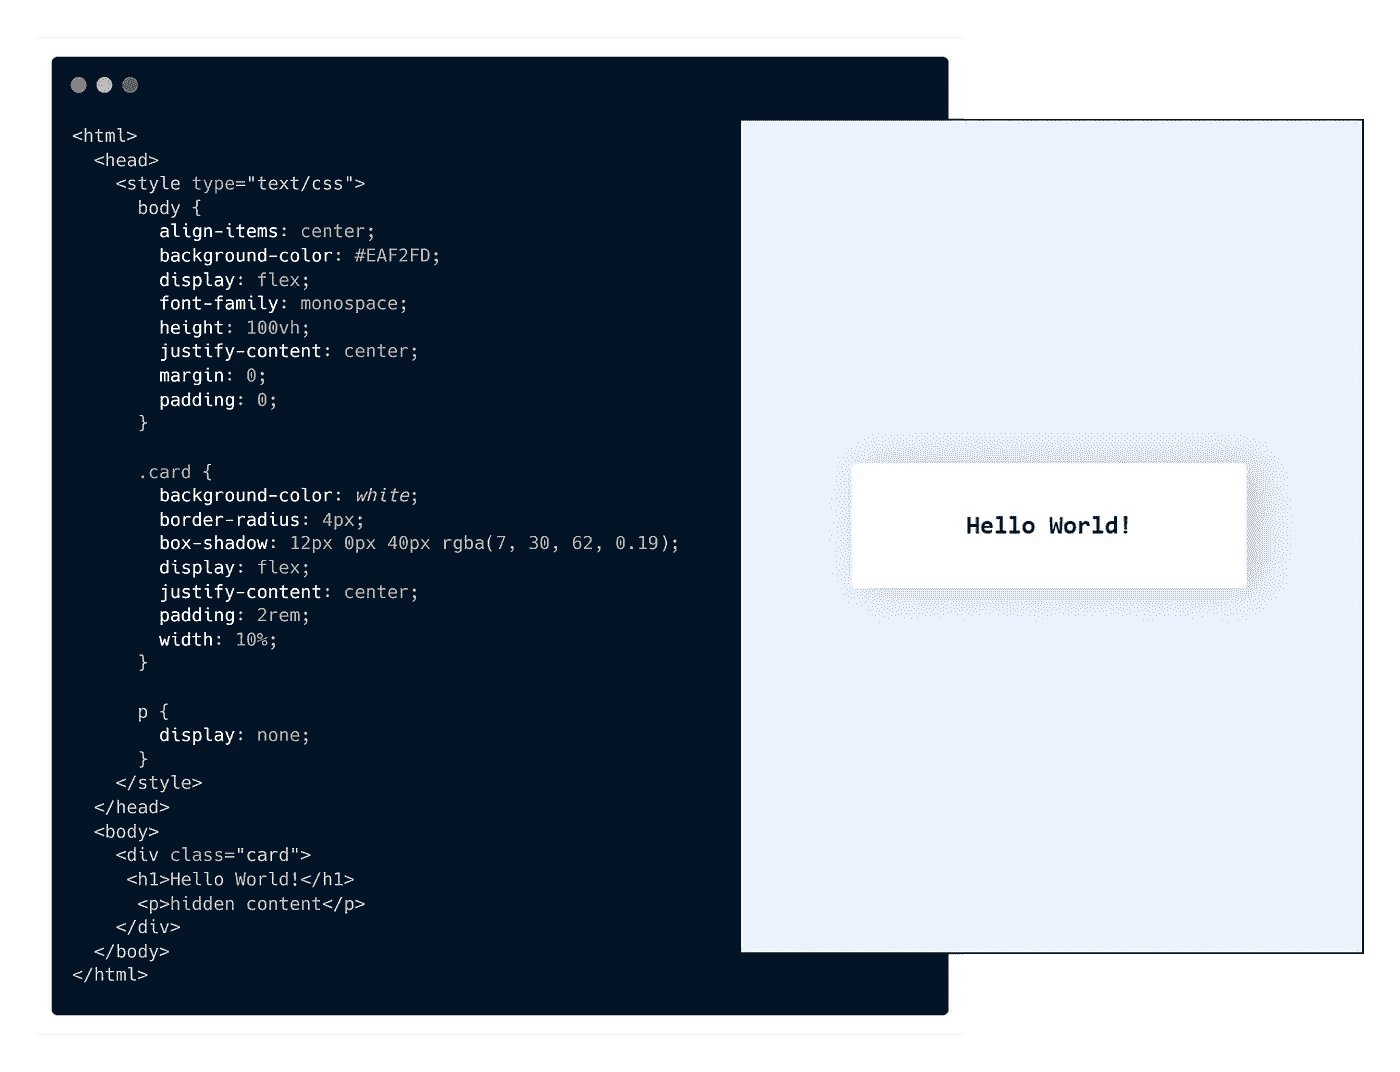 <html>
  <head>
    <style type="text/css">
      body {
        align-items: center;
        background-color: #EAF2FD;
        display: flex;
        font-family: monospace;
        height: 100vh;
        justify-content: center;
        margin: 0;
        padding: 0;
      }

      .card {
        background-color: white;
        border-radius: 4px;
        box-shadow: 12px 0px 40px rgba(7, 30, 62, 0.19);
        display: flex;
        justify-content: center;
        padding: 2rem;
        width: 10%;
      }

      p {
        display: none;
      }
    </style>
  </head>
  <body>
    <div class="card">
     <h1>Hello World!</h1>
      <p>hidden content</p>
    </div>
  </body>
</html>
Hello World!